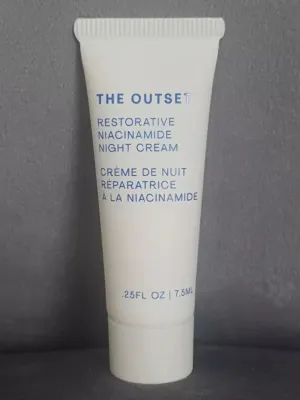 THE OUTSET
RESTORATIVE
NIACINAMIDE
NIGHT CREAM
CRÈME DE NUIT
RÉPARATRICE
À LA NIACINAMIDE
.25FL OZ | 7.5ML